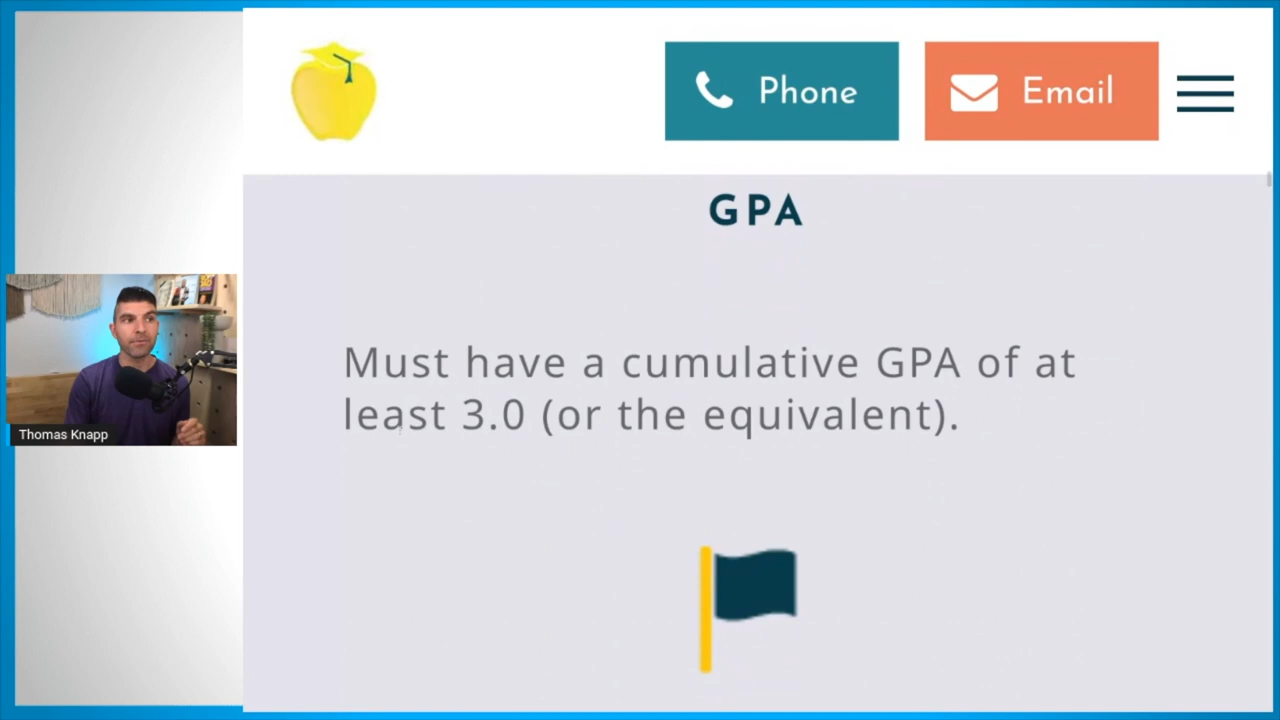 Phone
Email
GPA
Must have a cumulative GPA of at
least 3.0 (or the equivalent).
Thomas Knapp